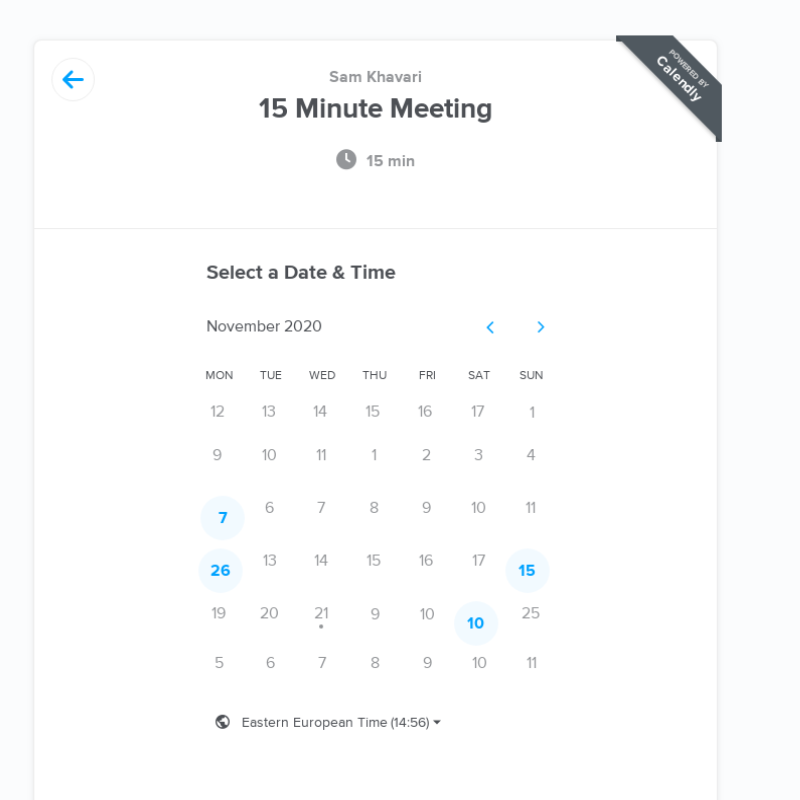 POWERED BY
Calendly
Sam Khavari
15 Minute Meeting
15 min
Select a Date & Time
November 2020
MON TUE WED THU FRI SAT SUN
12 13 14 15 16 17 1
9 10 11 1 2 3 4
7 6 7 8 9 10 11
26 13 14 15 16 17 15
19 20 21 9 10 10 25
5 6 7 8 9 10 11
Eastern European Time (14:56)